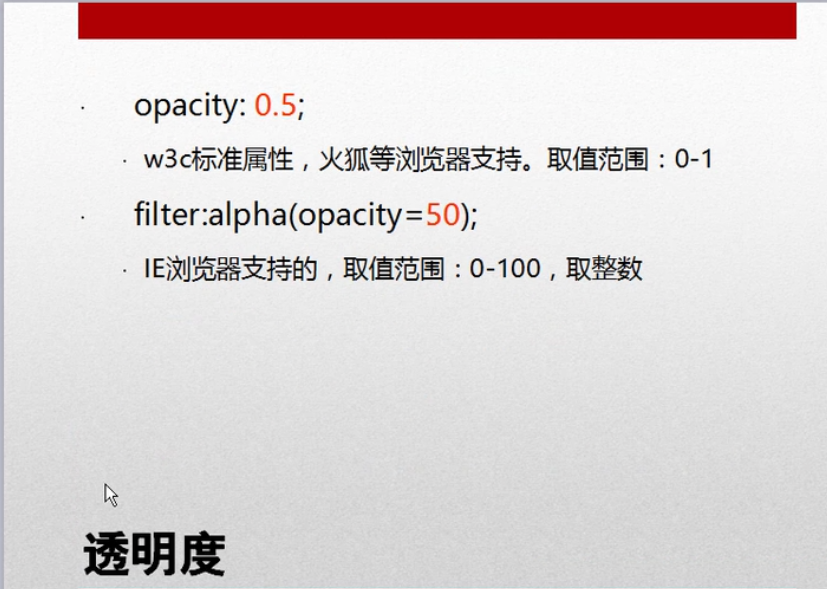 opacity: 0.5;
w3c标准属性，火狐等浏览器支持。取值范围：0-1
filter:alpha(opacity=50);
IE浏览器支持的，取值范围：0-100，取整数
透明度